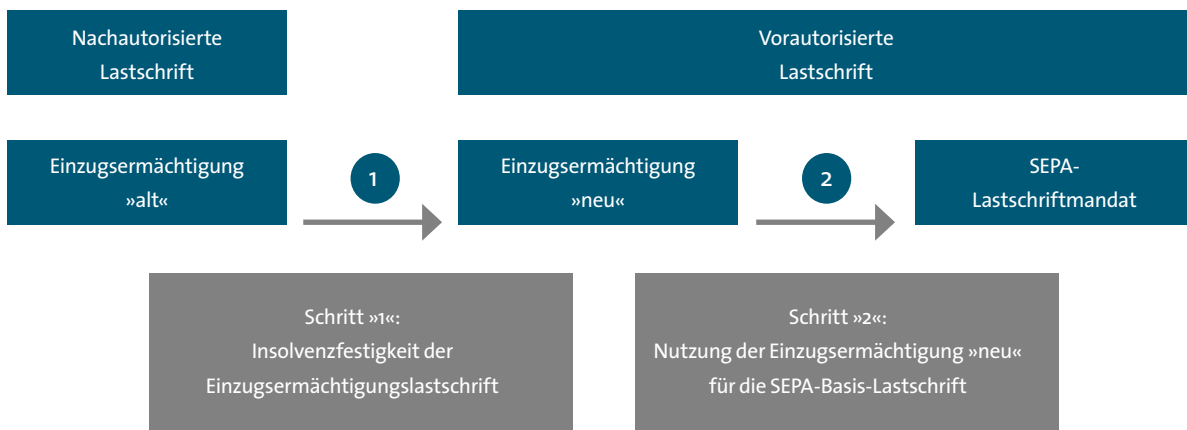 Nachautorisierte
Lastschrift
Vorautorisierte
Lastschrift
Einzugsermächtigung
»alt«
1
Einzugsermächtigung
»neu«
2
SEPA-
Lastschriftmandat
Schritt »1«:
Insolvenzfestigkeit der
Einzugsermächtigungslastschrift
Schritt »2«:
Nutzung der Einzugsermächtigung »neu«
für die SEPA-Basis-Lastschrift